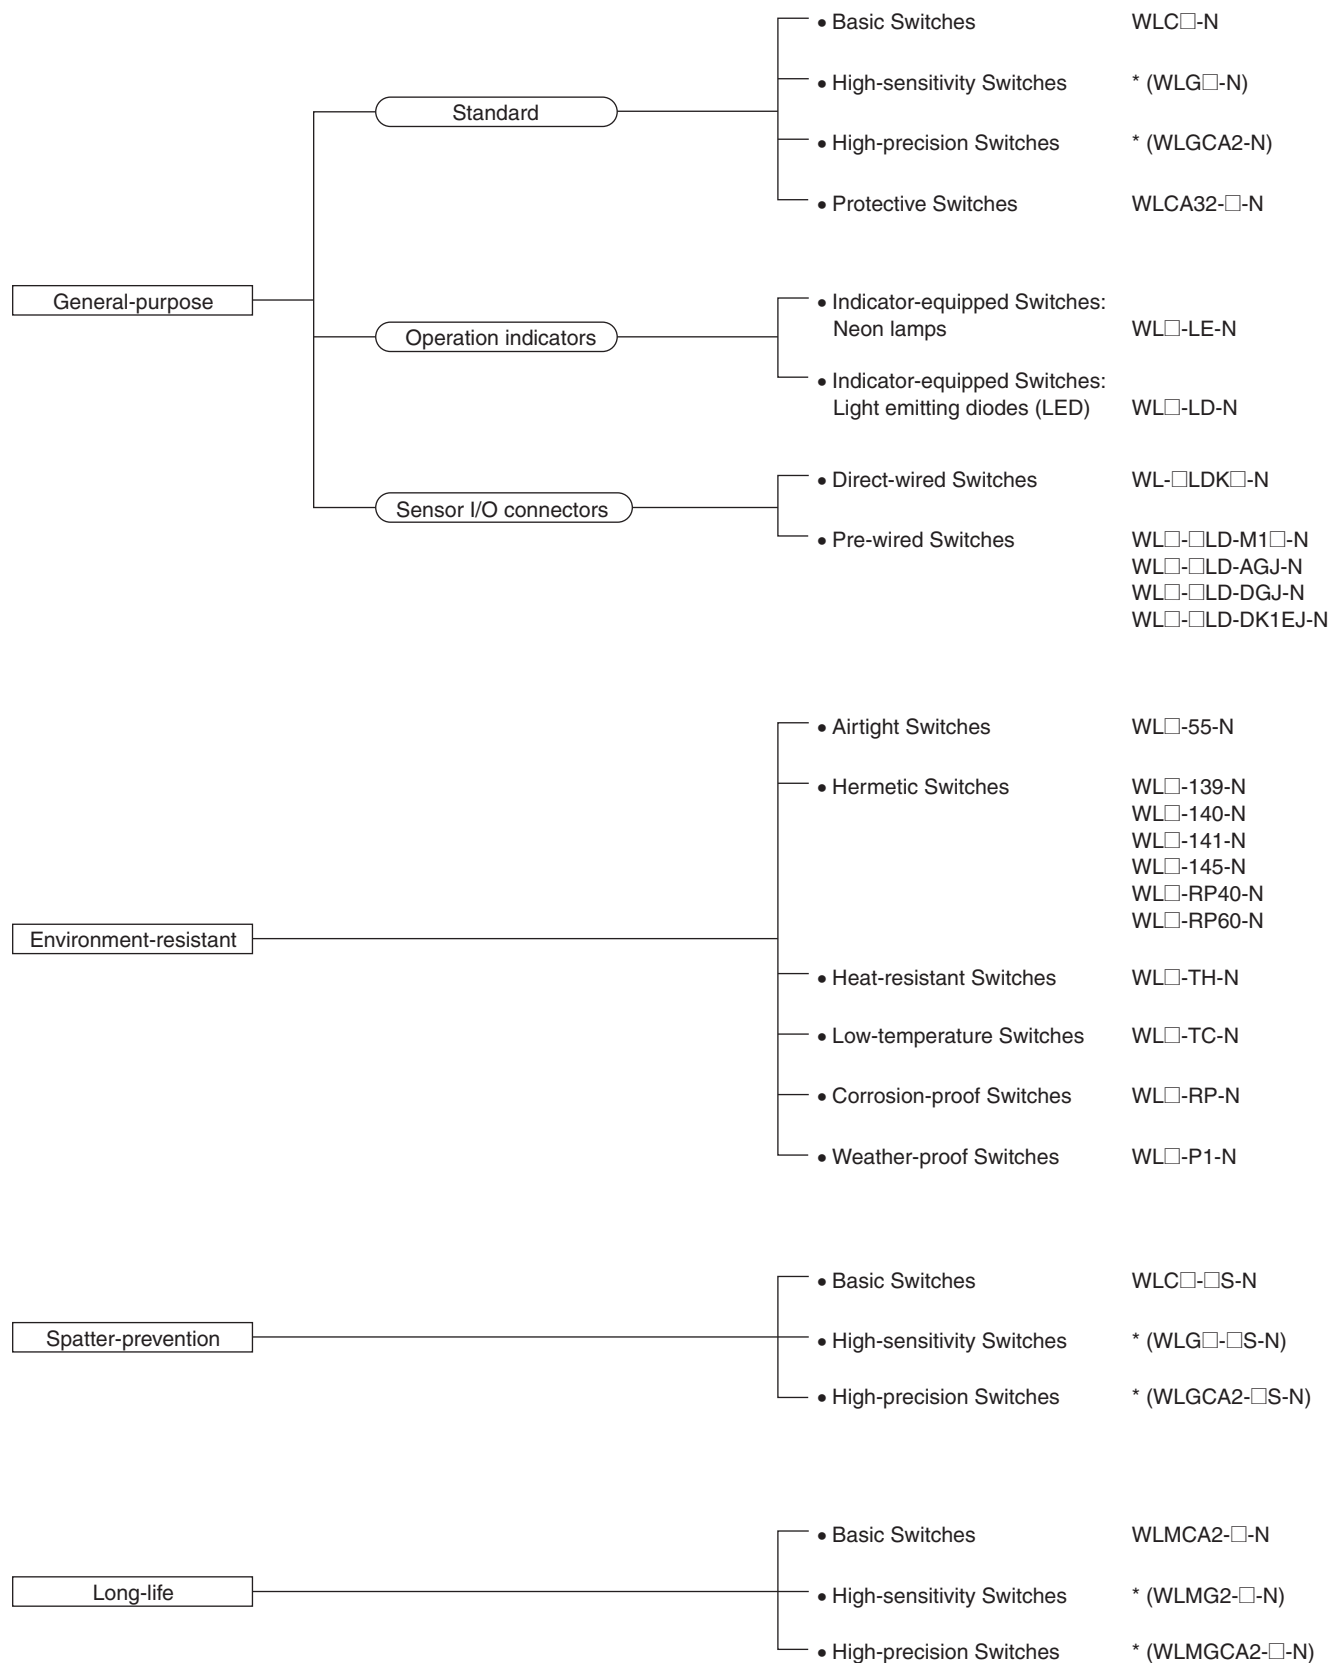 • Basic Switches WLC□-N
• High-sensitivity Switches * (WLG□-N)
Standard
• High-precision Switches * (WLGCA2-N)
• Protective Switches WLCA32-□-N
General-purpose
• Indicator-equipped Switches:
Neon lamps WL□-LE-N
Operation indicators
• Indicator-equipped Switches:
Light emitting diodes (LED) WL□-LD-N
• Direct-wired Switches WL-□LDK□-N
Sensor I/O connectors
• Pre-wired Switches WL□-□LD-M1□-N
WL□-□LD-AGJ-N
WL□-□LD-DGJ-N
WL□-□LD-DK1EJ-N
• Airtight Switches WL□-55-N
• Hermetic Switches WL□-139-N
WL□-140-N
WL□-141-N
WL□-145-N
WL□-RP40-N
WL□-RP60-N
Environment-resistant
• Heat-resistant Switches WL□-TH-N
• Low-temperature Switches WL□-TC-N
• Corrosion-proof Switches WL□-RP-N
• Weather-proof Switches WL□-P1-N
• Basic Switches WLC□-□S-N
Spatter-prevention
• High-sensitivity Switches * (WLG□-□S-N)
• High-precision Switches * (WLGCA2-□S-N)
• Basic Switches WLMCA2-□-N
Long-life
• High-sensitivity Switches * (WLMG2-□-N)
• High-precision Switches * (WLMGCA2-□-N)